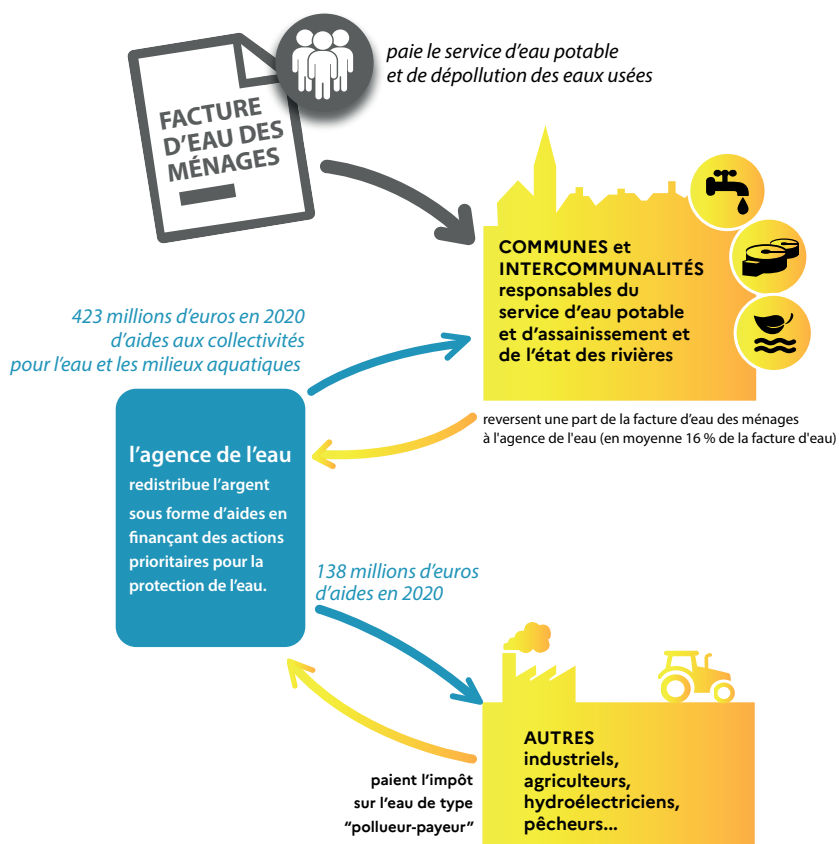 paie le service d'eau potable
et de dépollution des eaux usées
FACTURE
D'EAU DES
MÉNAGES
COMMUNES et
INTERCOMMUNALITÉS
responsables du
service d'eau potable
et d'assainissement et
de l'état des rivières
423 millions d'euros en 2020
d'aides aux collectivités
pour l'eau et les milieux aquatiques
reversent une part de la facture d'eau des ménages
à l'agence de l'eau (en moyenne 16 % de la facture d'eau)
l'agence de l'eau
redistribue l'argent
sous forme d'aides en
finançant des actions
prioritaires pour la
protection de l'eau.
138 millions d'euros
d'aides en 2020
AUTRES
industriels,
agriculteurs,
hydroélectriciens,
pêcheurs...
paient l'impôt
sur l'eau de type
"pollueur-payeur"